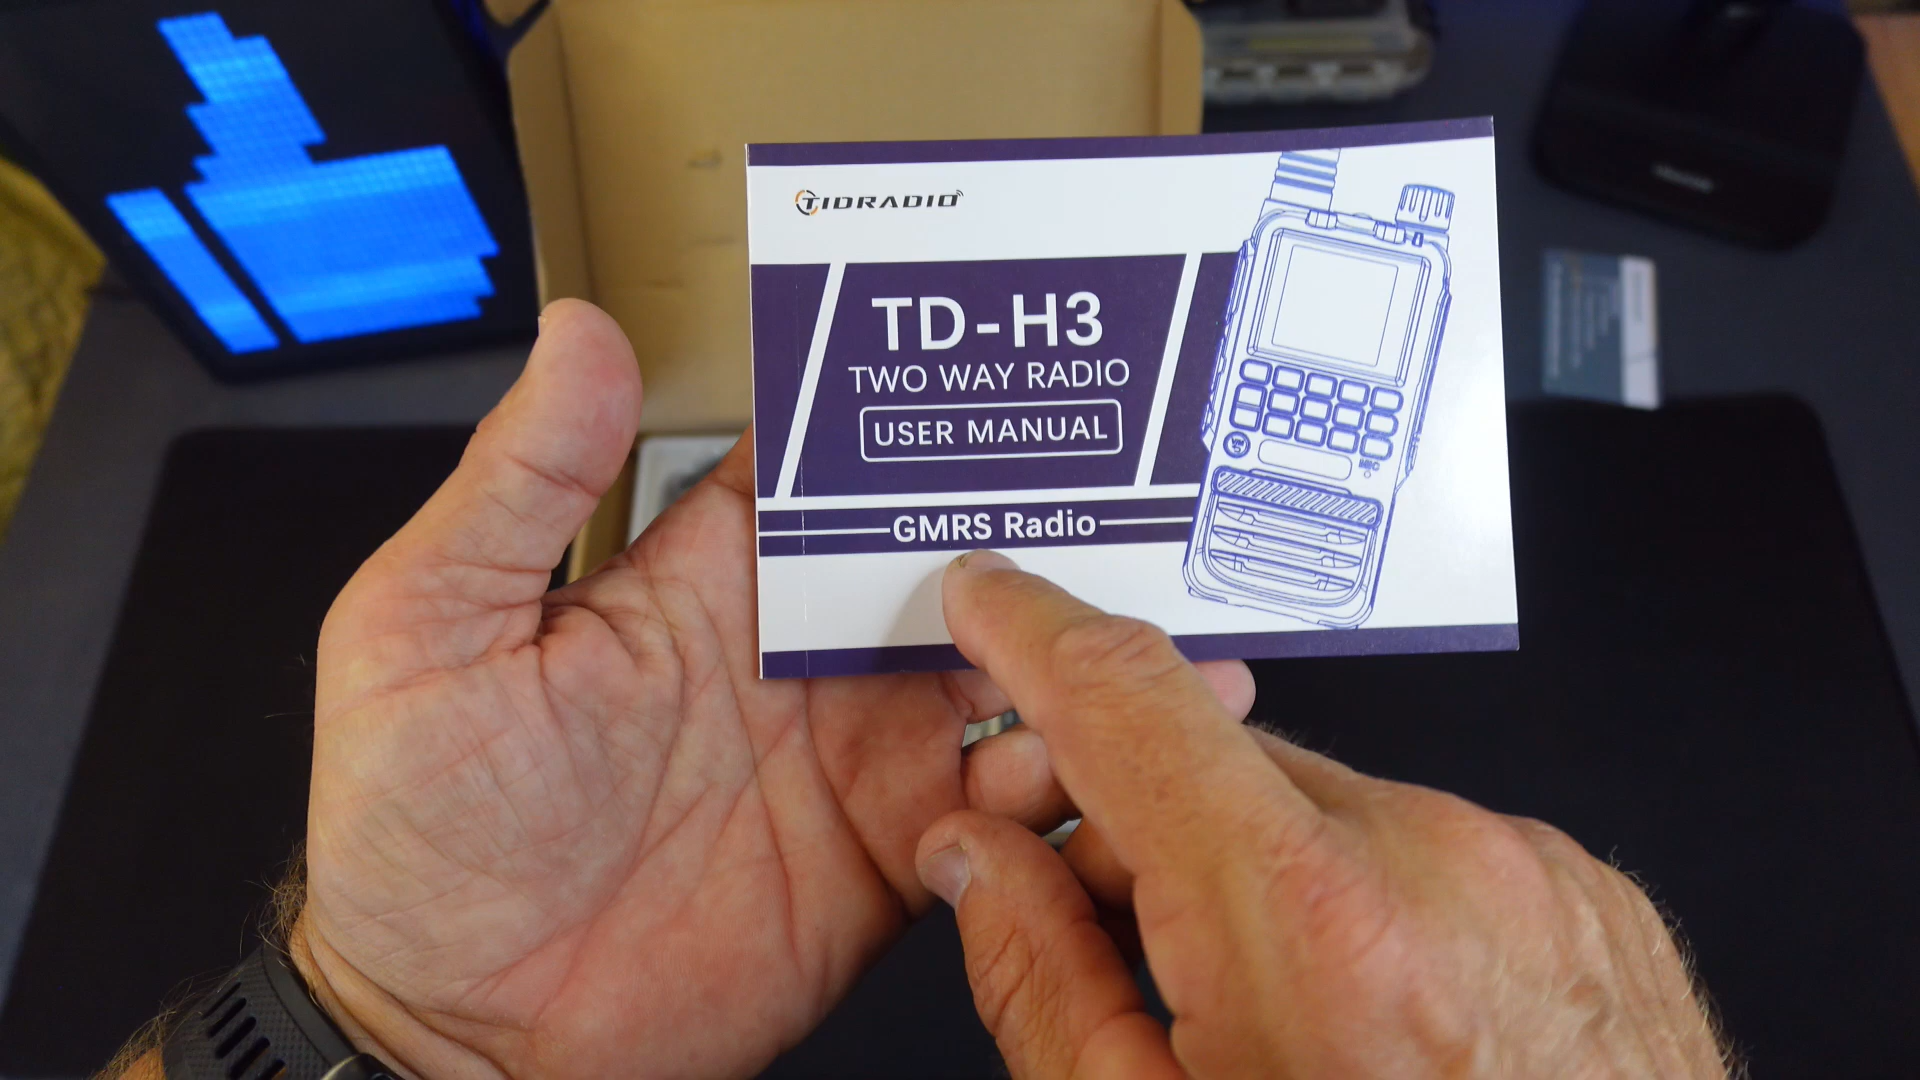 TIDRADIO
TD-H3
TWO WAY RADIO
USER MANUAL
GMRS Radio